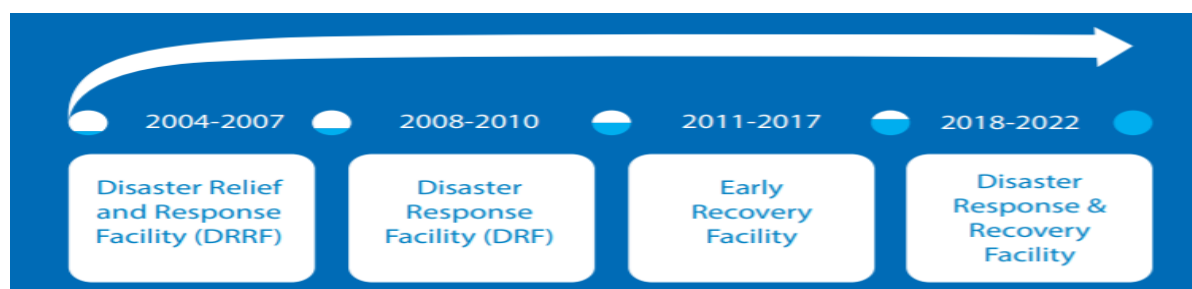 2004-2007
2008-2010
2011-2017
2018-2022
Disaster Relief
and Response
Facility (DRRF)
Disaster
Response
Facility (DRF)
Early
Recovery
Facility
Disaster
Response &
Recovery
Facility